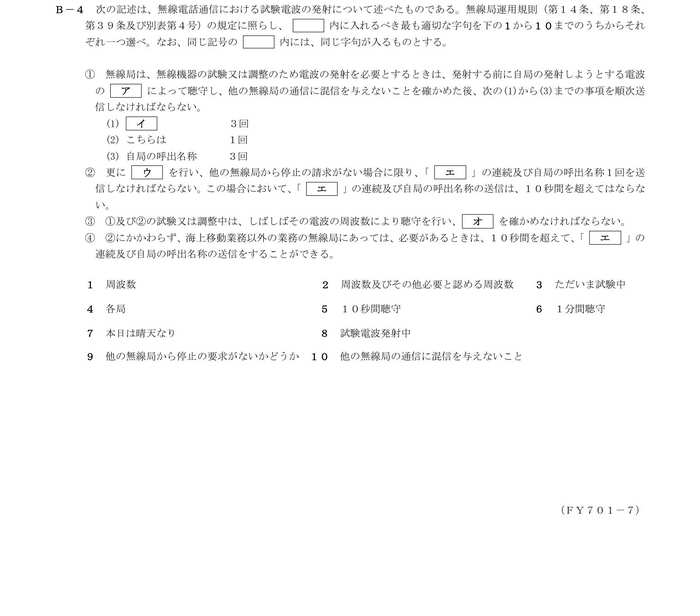 B－4 次の記述は、無線電話通信における試験電波の発射について述べたものである。無線局運用規則（第１４条、第１８条、
第３９条及び別表第４号）の規定に照らし、 内に入れるべき最も適切な字句を下の１から１０までのうちからそれ
ぞれ一つ選べ。なお、同じ記号の 内には、同じ字句が入るものとする。
① 無線局は、無線機器の試験又は調整のため電波の発射を必要とするときは、発射する前に自局の発射しようとする電波
の ア によって聴守し、他の無線局の通信に混信を与えないことを確かめた後、次の(1)から(3)までの事項を順次送
信しなければならない。
(1) イ ３回
(2) こちらは １回
(3) 自局の呼出名称 ３回
② 更に ウ を行い、他の無線局から停止の請求がない場合に限り、「 エ 」の連続及び自局の呼出名称１回を送
信しなければならない。この場合において、「 エ 」の連続及び自局の呼出名称の送信は、１０秒間を超えてはならな
い。
③ ①及び②の試験又は調整中は、しばしばその電波の周波数により聴守を行い、 オ を確かめなければならない。
④ ②にかかわらず、海上移動業務以外の業務の無線局にあっては、必要があるときは、１０秒間を超えて、「 エ 」の
連続及び自局の呼出名称の送信をすることができる。
1 周波数 2 周波数及びその他必要と認める周波数 3 ただいま試験中
4 各局 5 １０秒間聴守 6 １分間聴守
7 本日は晴天なり 8 試験電波発射中
9 他の無線局から停止の要求がないかどうか 10 他の無線局の通信に混信を与えないこと
（ＦＹ７０１－７）